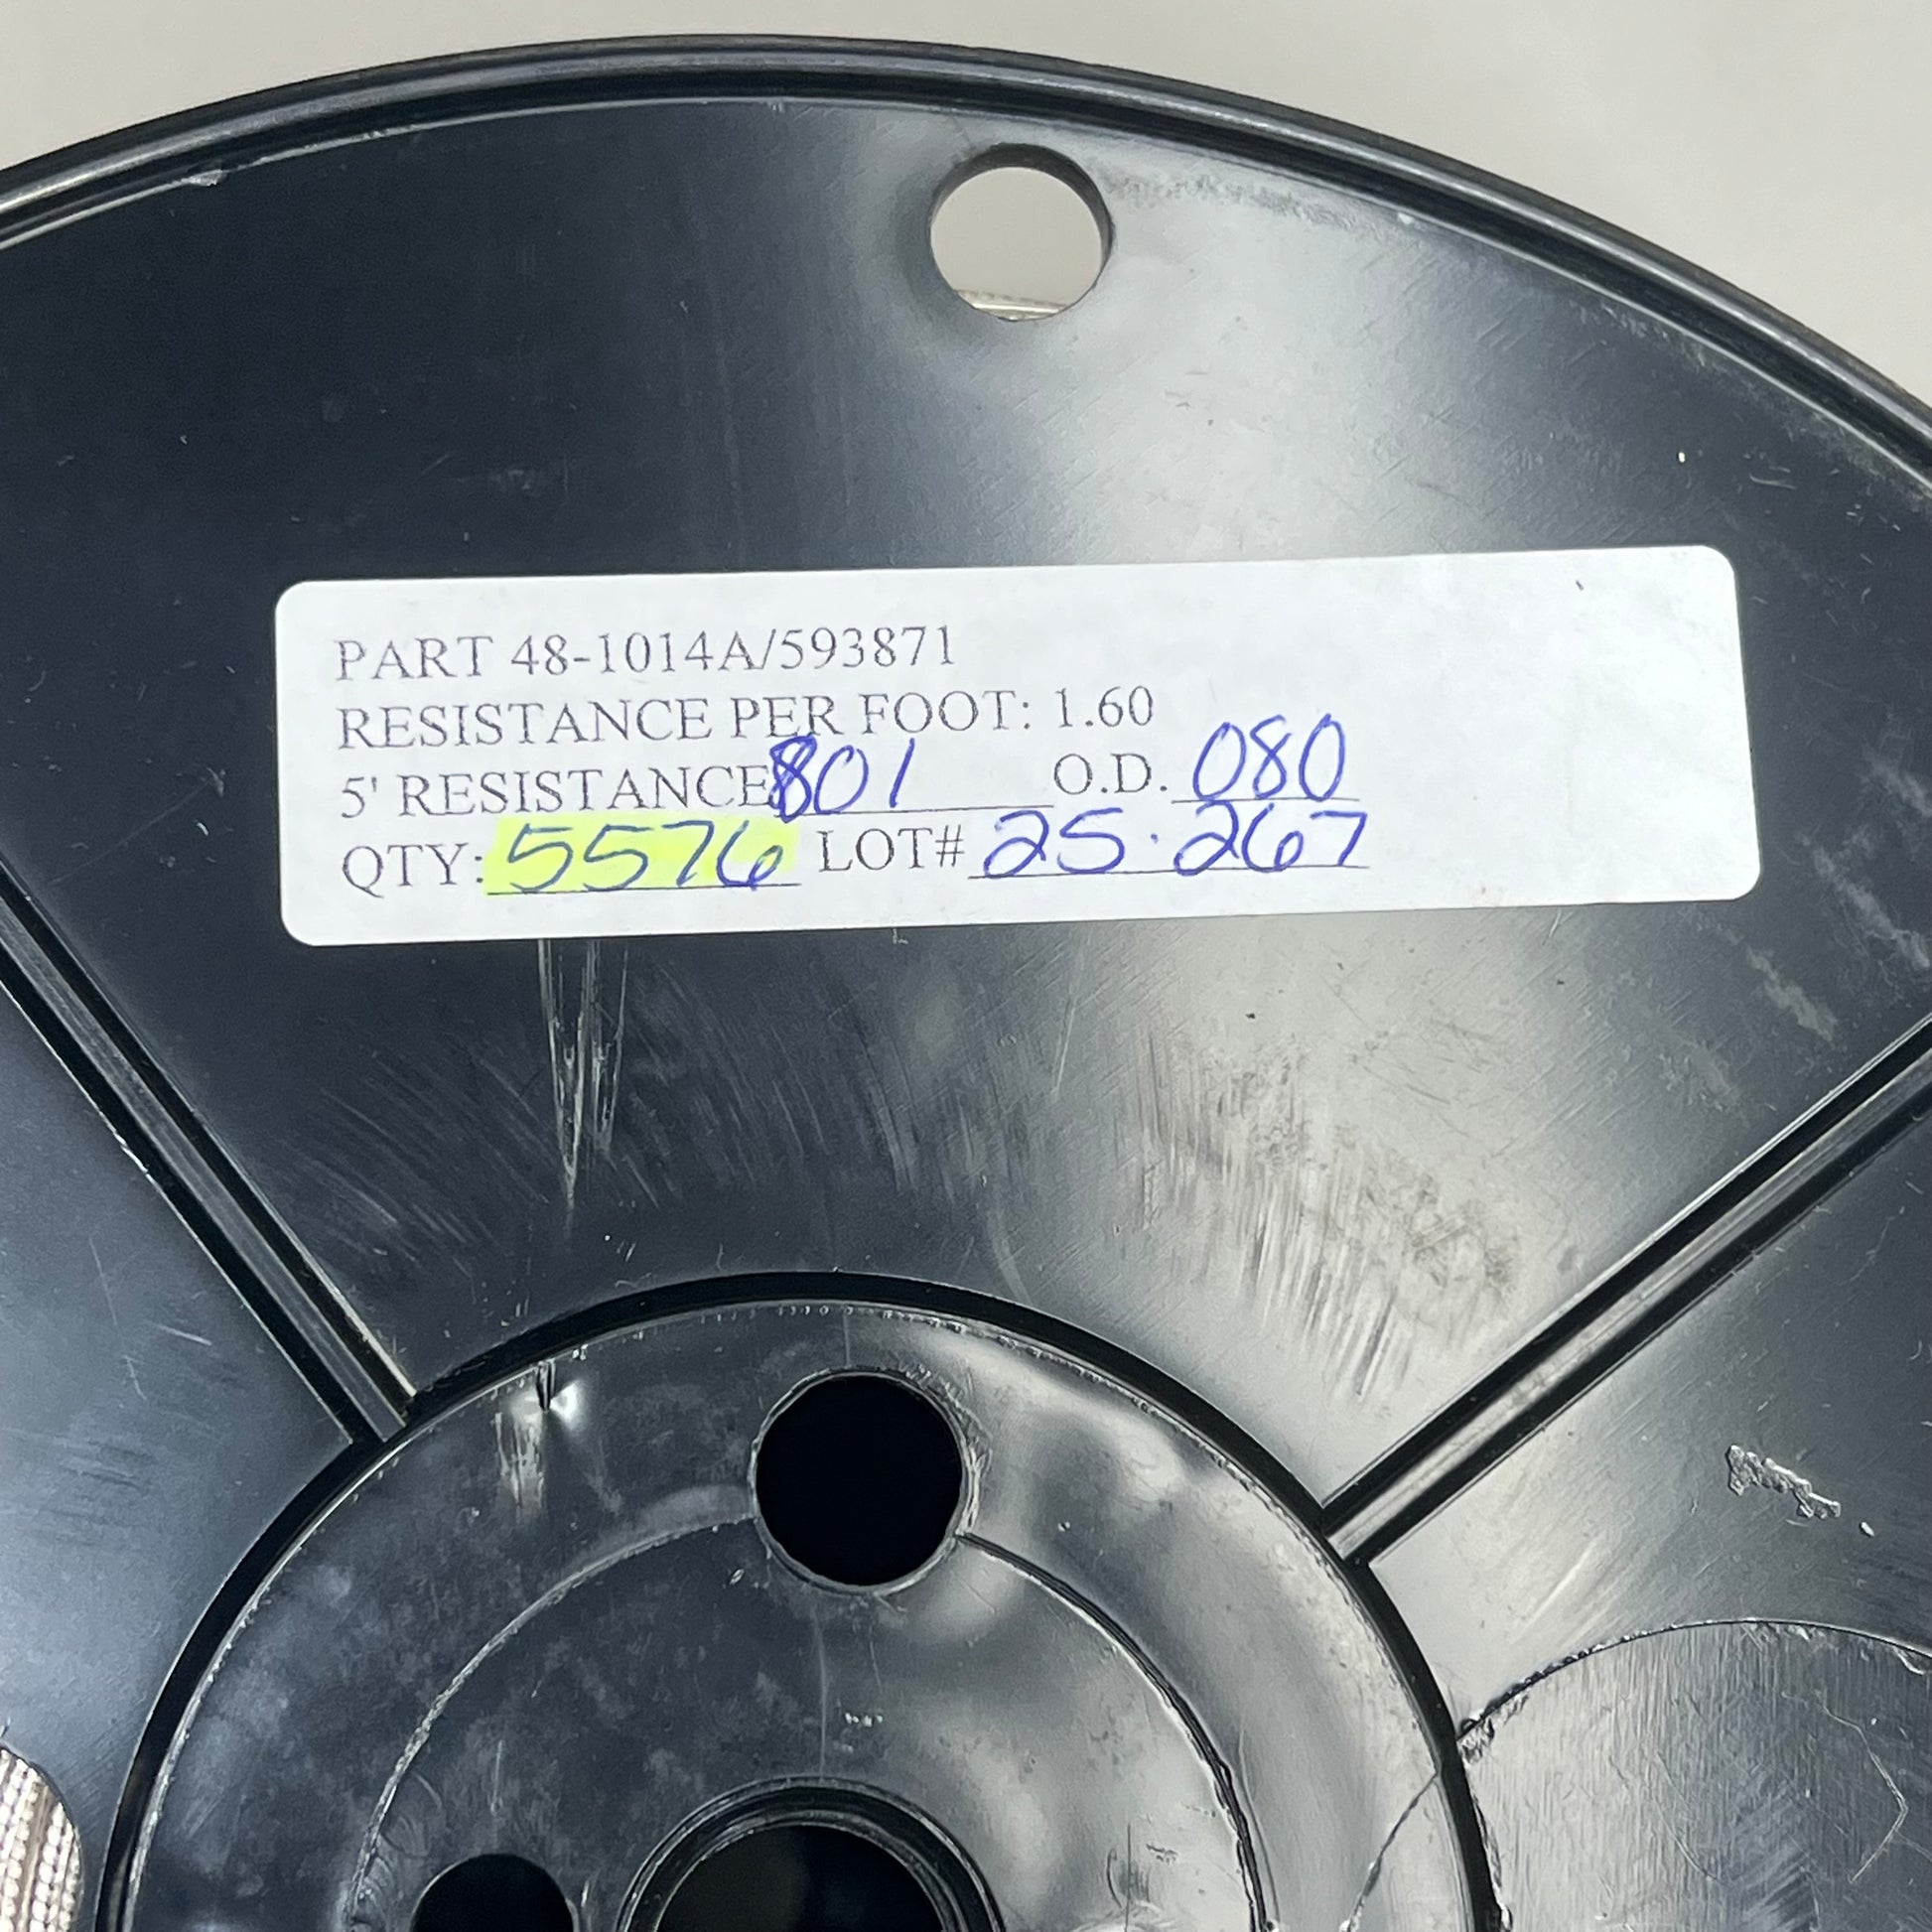 PART 48-1014A/593871
RESISTANCE PER FOOT: 1.60
5' RESISTANCE 801 O.D. 080
QTY: 5576 LOT# 25.267